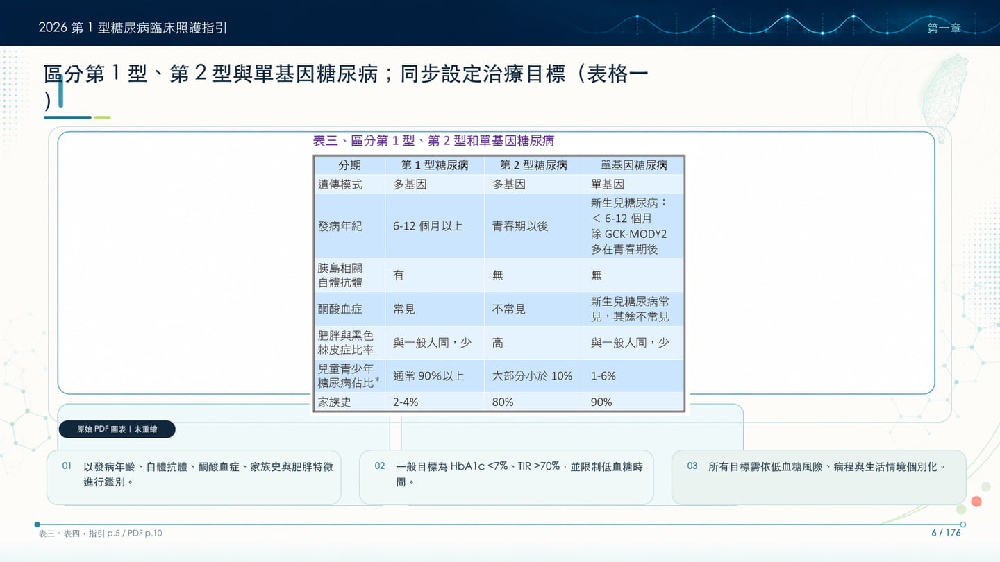 2026 第 1 型糖尿病臨床照護指引
第一章
區分第 1 型、第 2 型與單基因糖尿病；同步設定治療目標（表格一
）
表三、區分第 1 型、第 2 型和單基因糖尿病
分期 第 1 型糖尿病 第 2 型糖尿病 單基因糖尿病
遺傳模式 多基因 多基因 單基因
發病年紀 6-12 個月以上 青春期以後 新生兒糖尿病：
＜ 6-12 個月
除 GCK-MODY2
多在青春期後
胰島相關
自體抗體 有 無 無
酮酸血症 常見 不常見 新生兒糖尿病常
見，其餘不常見
肥胖與黑色
棘皮症比率 與一般人同，少 高 與一般人同，少
兒童青少年
糖尿病佔比* 通常 90%以上 大部分小於 10% 1-6%
家族史 2-4% 80% 90%
原始 PDF 圖表｜未重繪
01 以發病年齡、自體抗體、酮酸血症、家族史與肥胖特徵
進行鑑別。
02 一般目標為 HbA1c <7%、TIR >70%，並限制低血糖時
間。
03 所有目標需依低血糖風險、病程與生活情境個別化。
表三、表四，指引 p.5 / PDF p.10
6 / 176